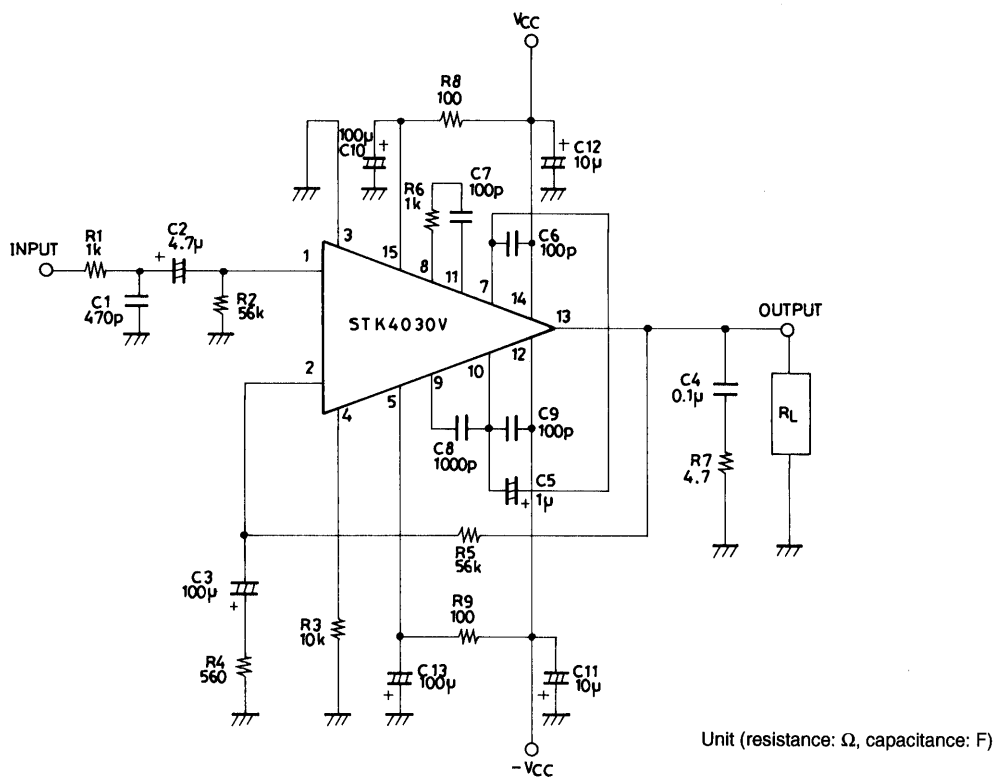 VCC
R8
100
100µ
C10
+
+
C12
10µ
C7
100p
R6
1k
C6
100p
3
15
8
11
7
14
INPUT
R1
1k
C2
4.7µ
+
1
C1
470p
R2
56k
STK4030V
13
OUTPUT
2
4
5
9
10
12
C8
1000p
C9
100p
C5
1µ
+
C4
0.1µ
R7
4.7
RL
R5
56k
C3
100µ
+
R4
560
R3
10k
R9
100
C13
100µ
+
C11
10µ
+
-VCC
Unit (resistance: Ω, capacitance: F)